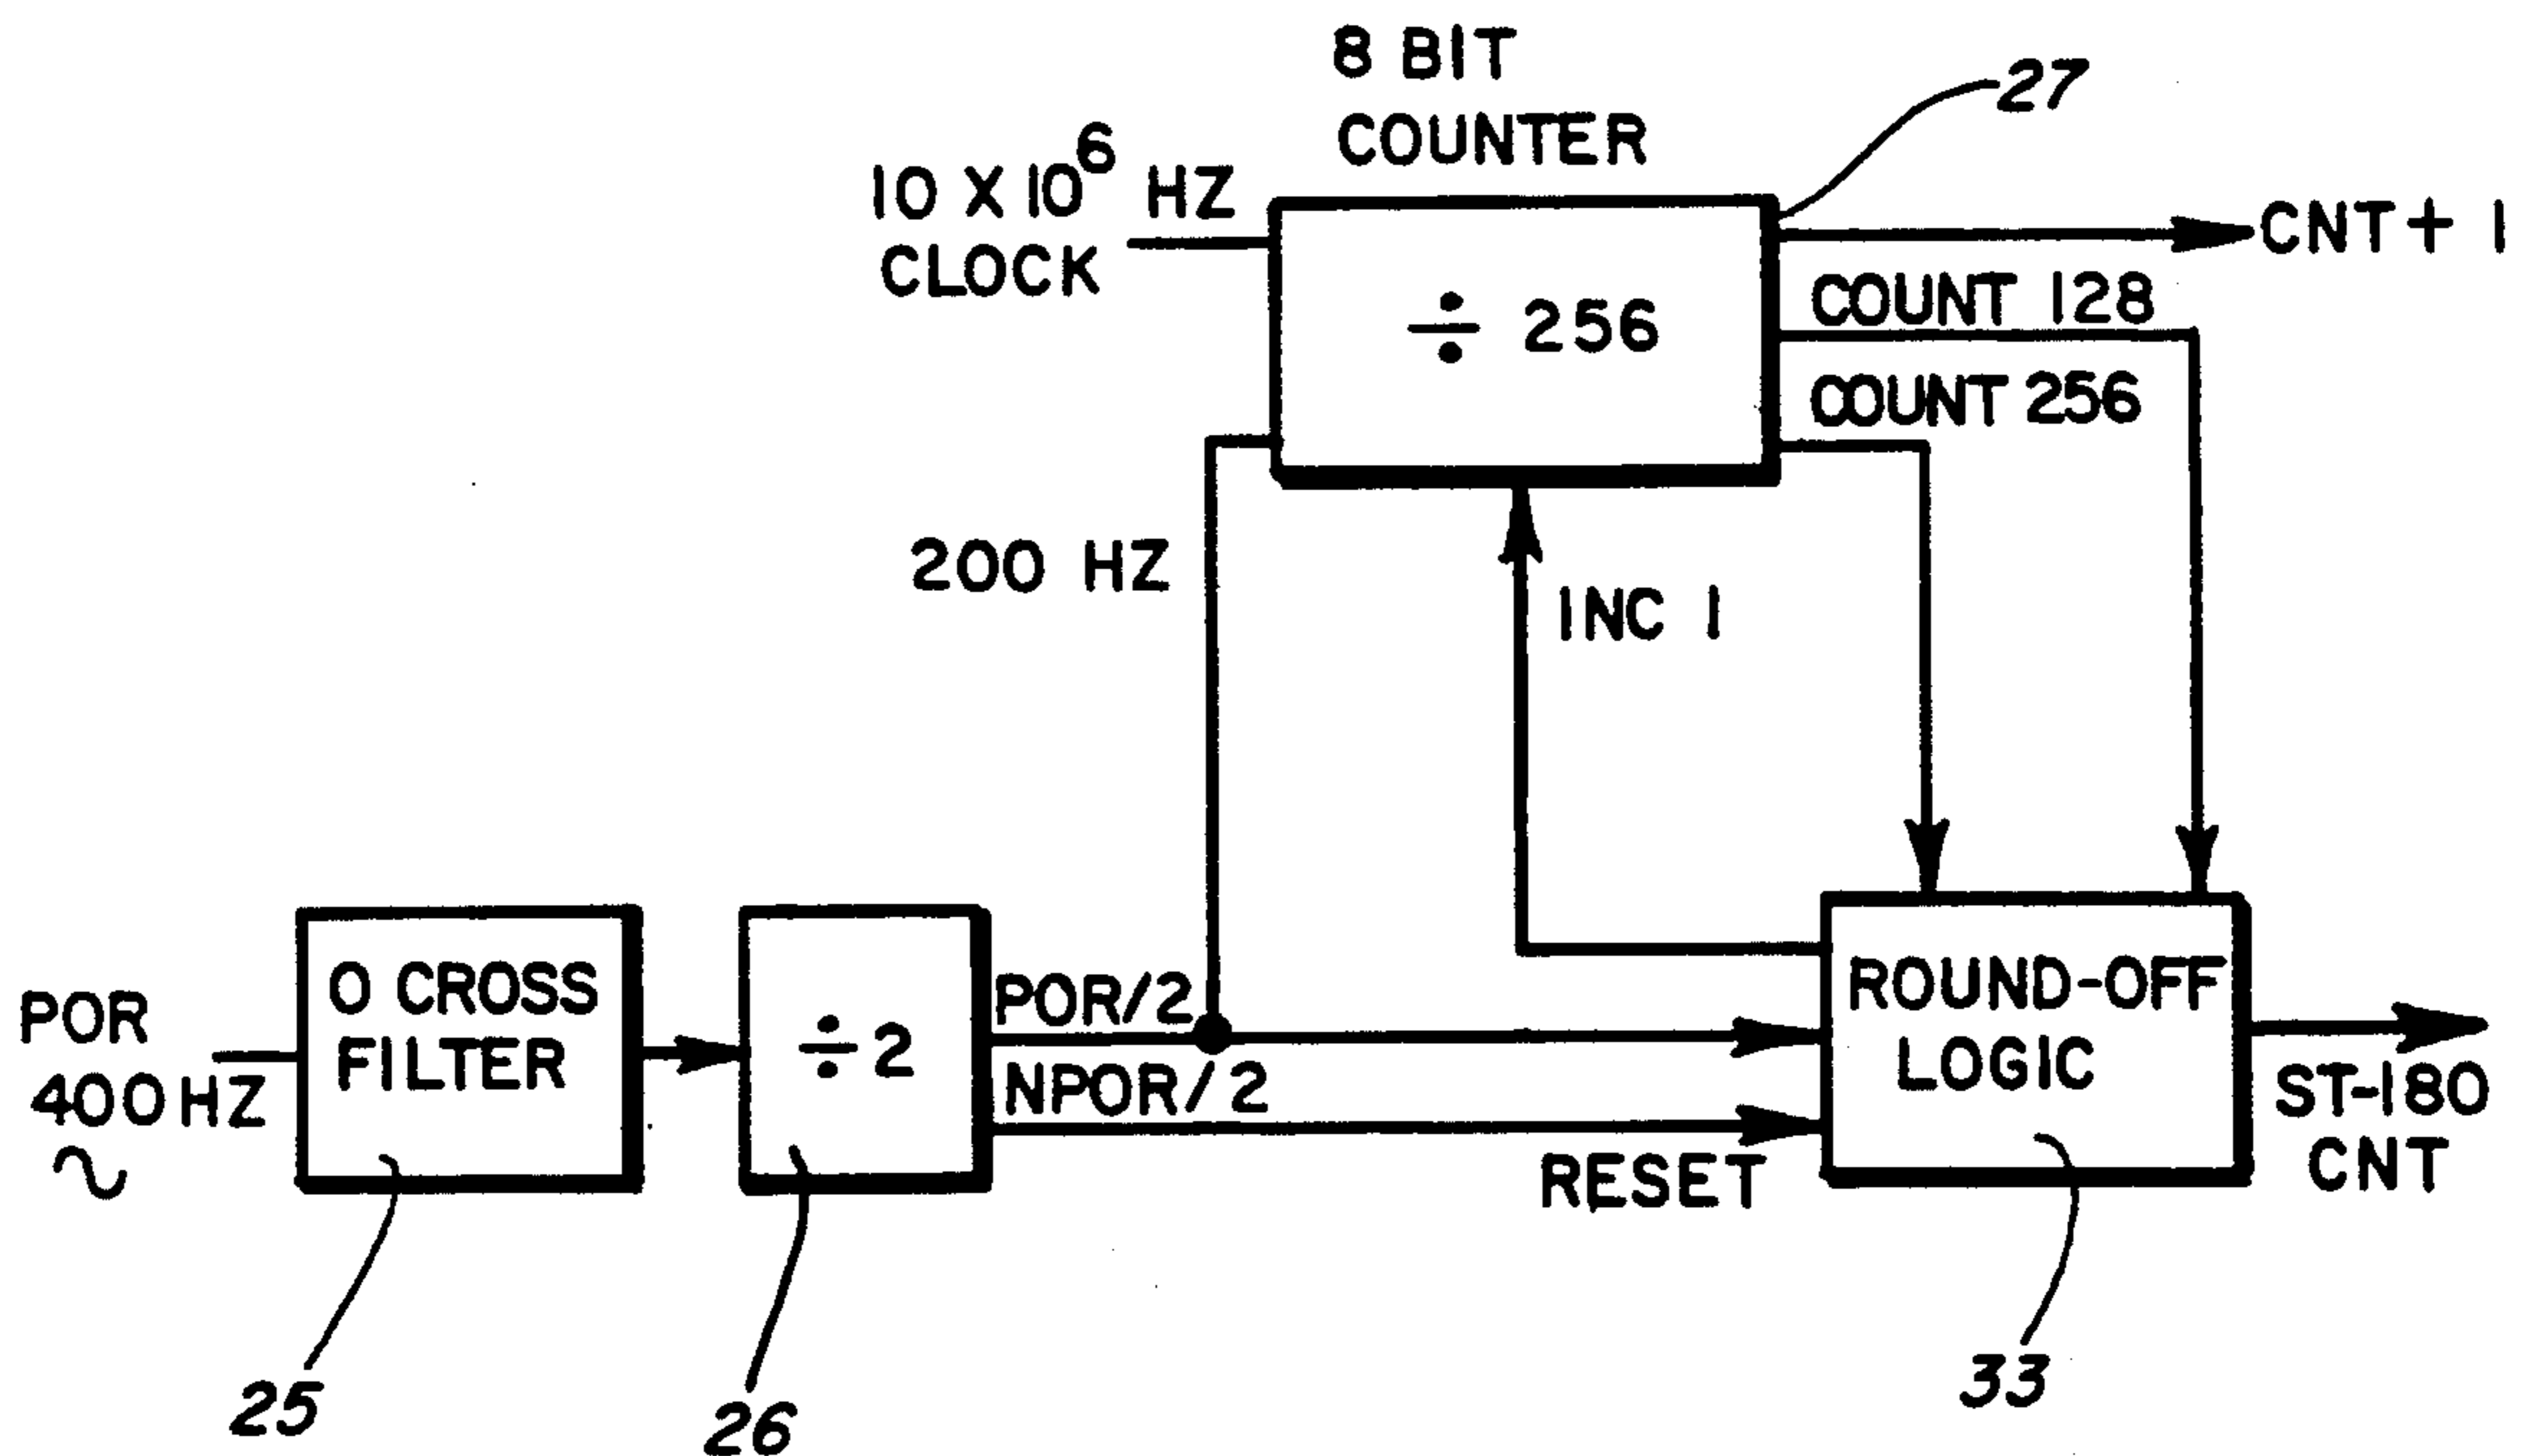 8 BIT
COUNTER
27
10 X 10⁶ HZ
CLOCK
÷ 256
CNT + 1
COUNT 128
COUNT 256
200 HZ
INC 1
POR
400 HZ
0 CROSS
FILTER
÷2
POR/2
NPOR/2
RESET
ROUND-OFF
LOGIC
ST-180
CNT
25
26
33